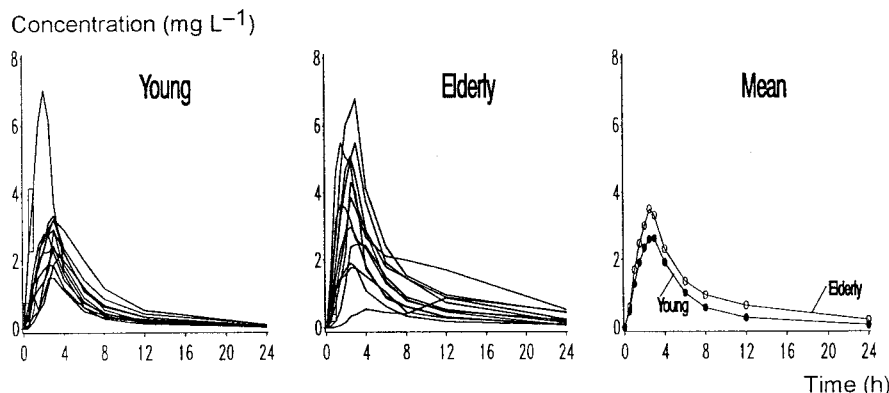 Concentration (mg L–1)
8 8 8
Young Elderly Mean
6 6 6
4 4 4
2 2 2
Young Elderly
0 0 0
0 4 8 12 16 20 24 0 4 8 12 16 20 24 0 4 8 12 16 20 24
Time (h)